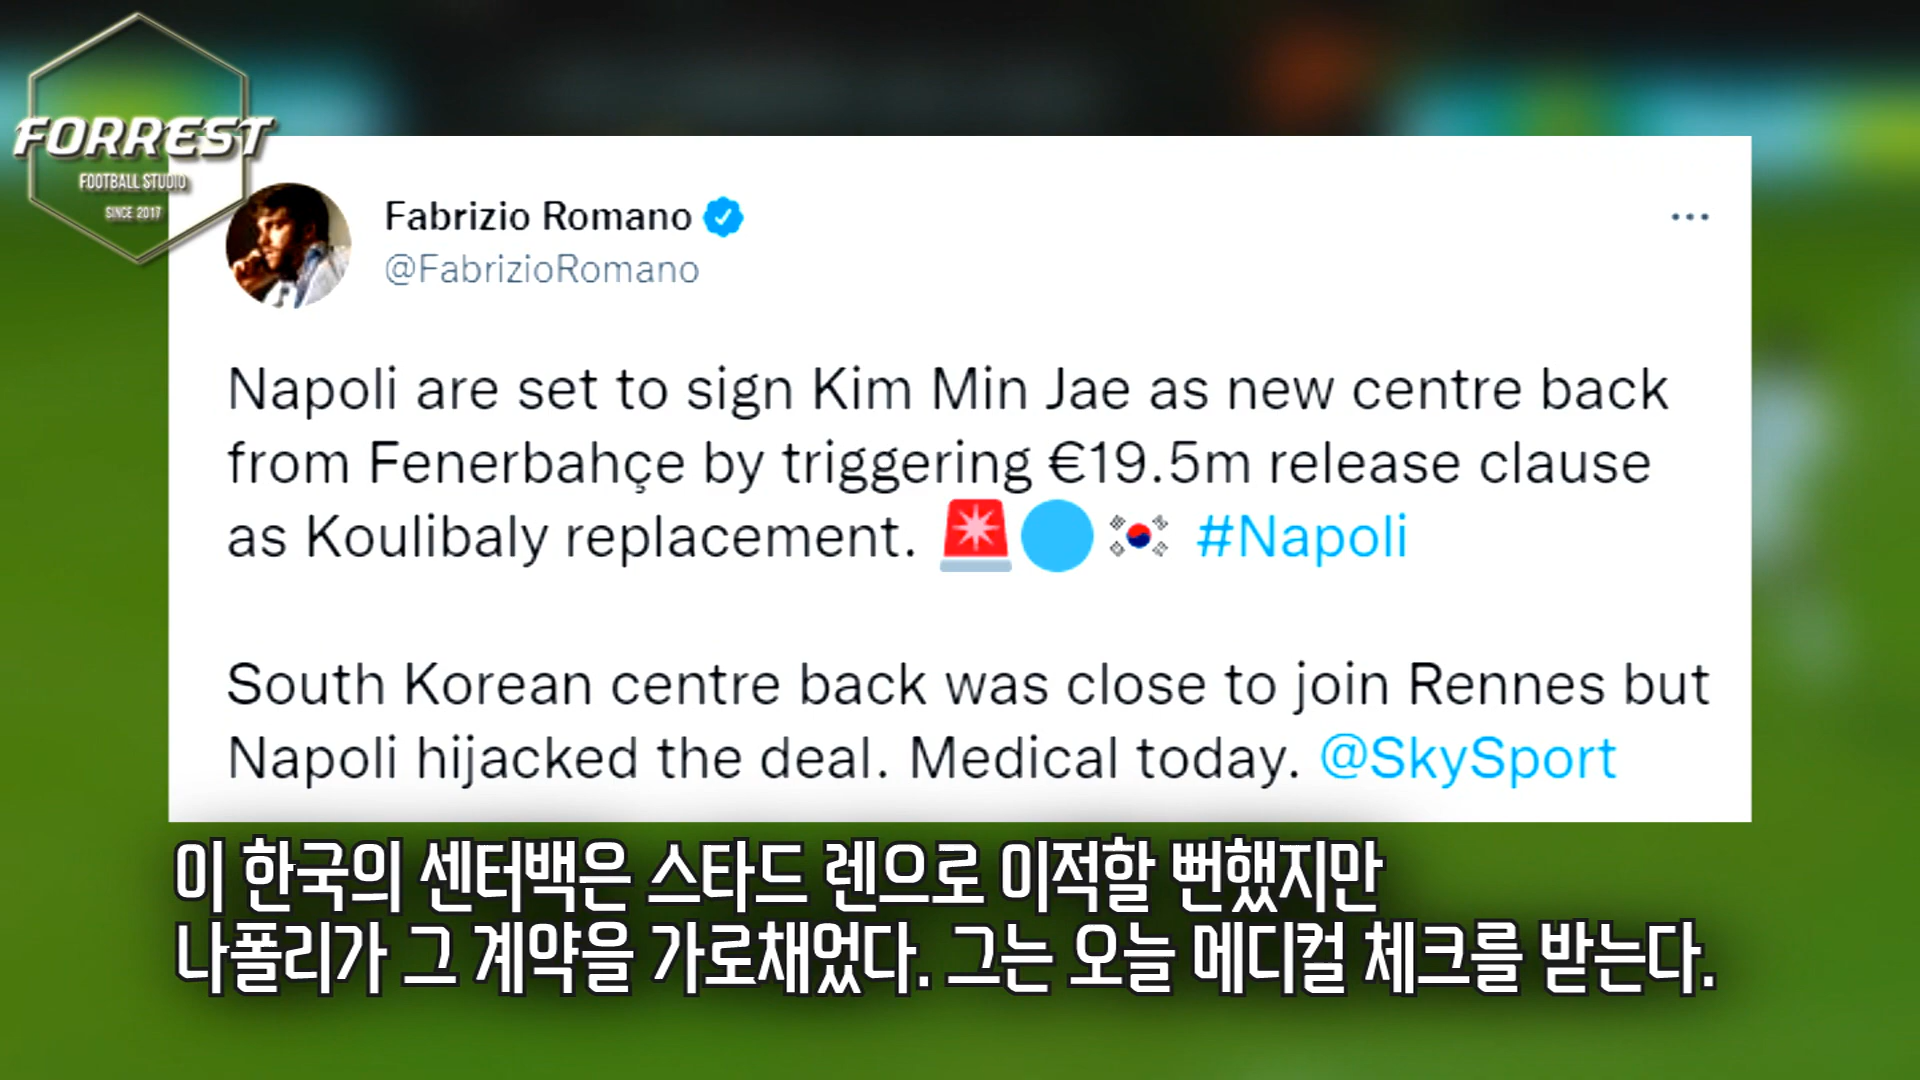 FORREST
FOOTBALL STUDIO
SINCE 2017
Fabrizio Romano
@FabrizioRomano
Napoli are set to sign Kim Min Jae as new centre back
from Fenerbahçe by triggering €19.5m release clause
as Koulibaly replacement. 🚨🔵🇰🇷 #Napoli
South Korean centre back was close to join Rennes but
Napoli hijacked the deal. Medical today. @SkySport
이 한국의 센터백은 스타드 렌으로 이적할 뻔했지만
나폴리가 그 계약을 가로채었다. 그는 오늘 메디컬 체크를 받는다.